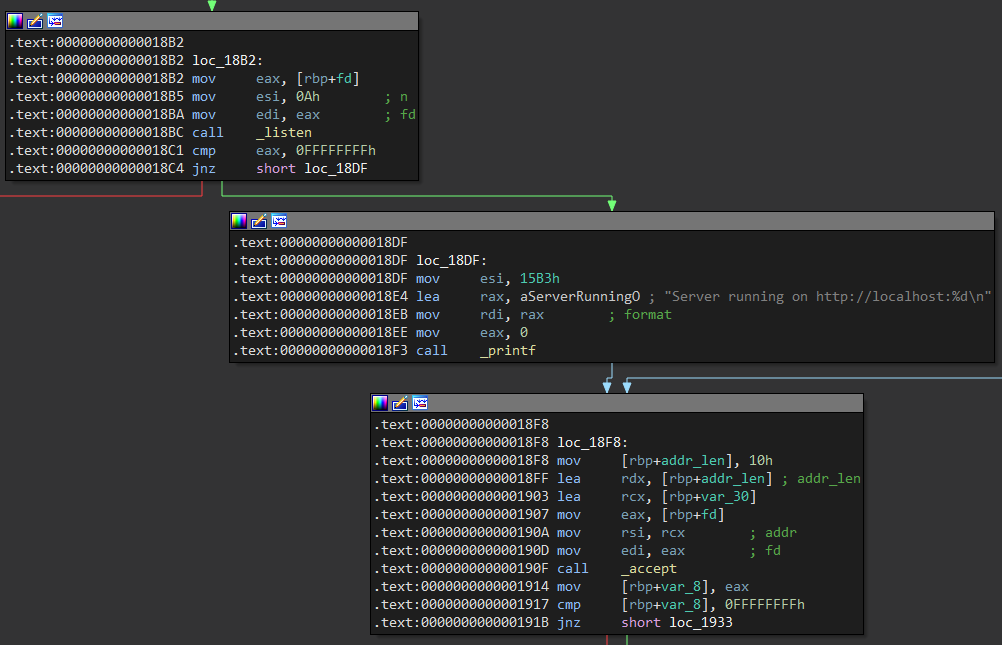 .text:00000000000018B2
.text:00000000000018B2 loc_18B2:
.text:00000000000018B2 mov eax, [rbp+fd]
.text:00000000000018B5 mov esi, 0Ah ; n
.text:00000000000018BA mov edi, eax ; fd
.text:00000000000018BC call _listen
.text:00000000000018C1 cmp eax, 0FFFFFFFFh
.text:00000000000018C4 jnz short loc_18DF
.text:00000000000018DF
.text:00000000000018DF loc_18DF:
.text:00000000000018DF mov esi, 15B3h
.text:00000000000018E4 lea rax, aServerRunningO ; "Server running on http://localhost:%d\n"
.text:00000000000018EB mov rdi, rax ; format
.text:00000000000018EE mov eax, 0
.text:00000000000018F3 call _printf
.text:00000000000018F8
.text:00000000000018F8 loc_18F8:
.text:00000000000018F8 mov [rbp+addr_len], 10h
.text:00000000000018FF lea rdx, [rbp+addr_len] ; addr_len
.text:0000000000001903 lea rcx, [rbp+var_30]
.text:0000000000001907 mov eax, [rbp+fd]
.text:000000000000190A mov rsi, rcx ; addr
.text:000000000000190D mov edi, eax ; fd
.text:000000000000190F call _accept
.text:0000000000001914 mov [rbp+var_8], eax
.text:0000000000001917 cmp [rbp+var_8], 0FFFFFFFFh
.text:000000000000191B jnz short loc_1933